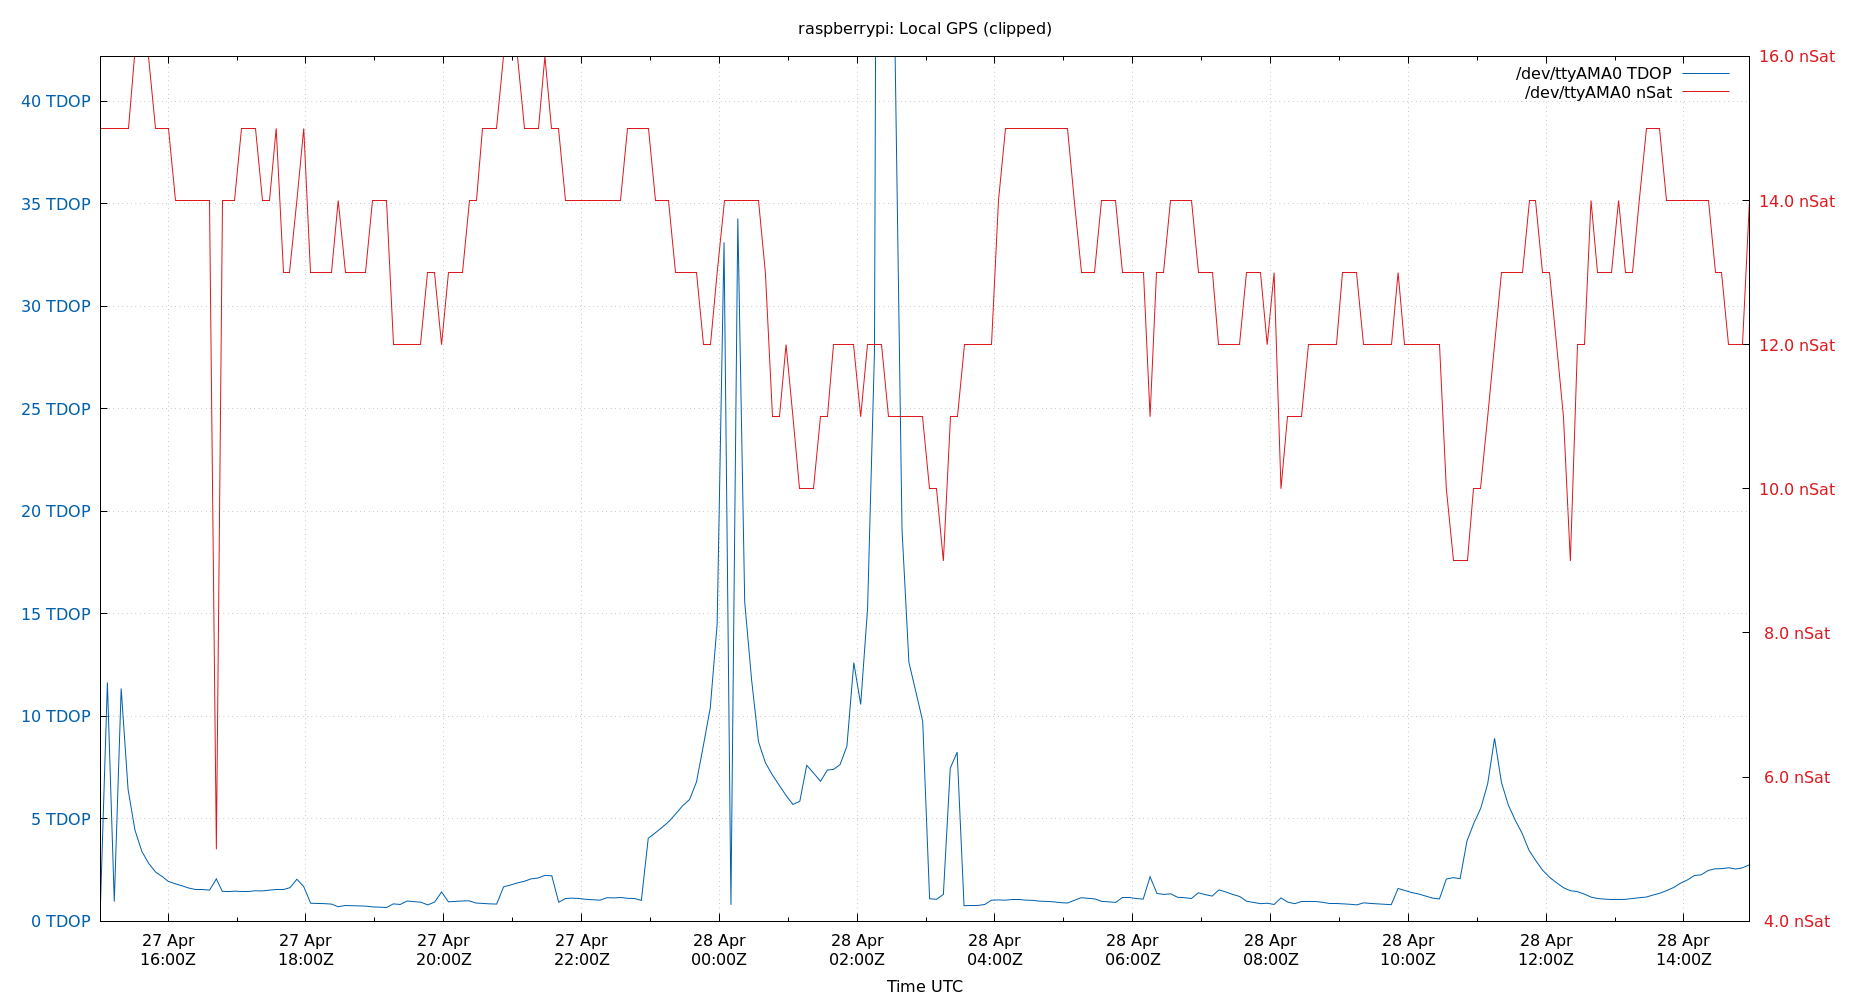 raspberrypi: Local GPS (clipped)
/dev/ttyAMA0 TDOP
/dev/ttyAMA0 nSat
40 TDOP
35 TDOP
30 TDOP
25 TDOP
20 TDOP
15 TDOP
10 TDOP
5 TDOP
0 TDOP
16.0 nSat
14.0 nSat
12.0 nSat
10.0 nSat
8.0 nSat
6.0 nSat
4.0 nSat
27 Apr
16:00Z
27 Apr
18:00Z
27 Apr
20:00Z
27 Apr
22:00Z
28 Apr
00:00Z
28 Apr
02:00Z
28 Apr
04:00Z
28 Apr
06:00Z
28 Apr
08:00Z
28 Apr
10:00Z
28 Apr
12:00Z
28 Apr
14:00Z
Time UTC